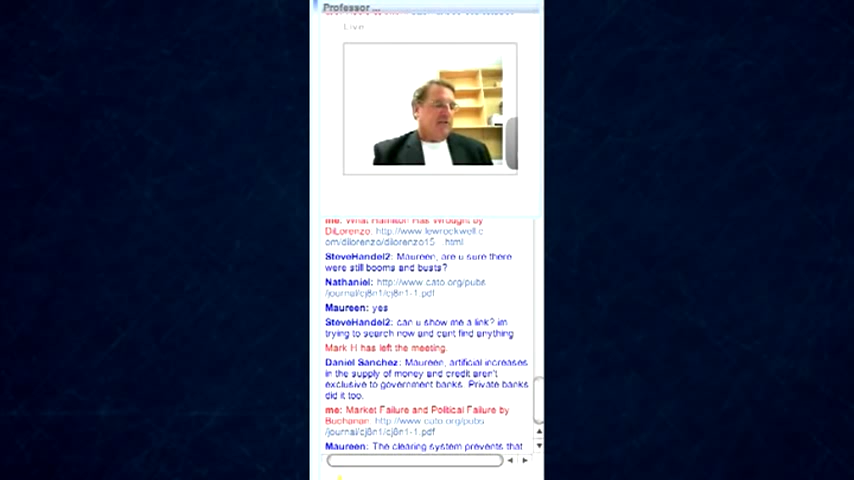 Professor ...
Live
me: What Hamilton Has Wrought by
DiLorenzo: http://www.lewrockwell.c
om/dilorenzo/dilorenzo15 html
SteveHandel2: Maureen, are u sure there
were still booms and busts?
Nathaniel: http://www.cato.org/pubs
/journal/cj8n1/cj8n1-1.pdf
Maureen: yes
SteveHandel2: can u show me a link? im
trying to search now and cant find anything
Mark H has left the meeting.
Daniel Sanchez: Maureen, artificial increases
in the supply of money and credit aren't
exclusive to government banks. Private banks
did it too.
me: Market Failure and Political Failure by
Buchanan: http://www.cato.org/pubs
/journal/cj8n1/cj8n1-1.pdf
Maureen: The clearing system prevents that